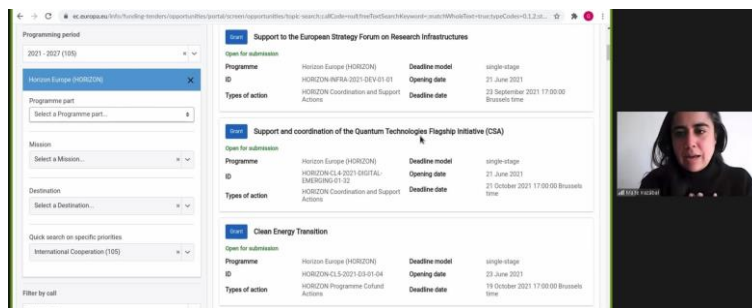 ec.europa.eu/info/funding-tenders/opportunities/portal/screen/opportunities/topic-search;callCode=null;freeTextSearchKeyword=;matchWholeText=true;typeCodes=0,1,2
Programming period
2021 - 2027 (105)
Horizon Europe (HORIZON)
Programme part
Select a Programme part...
Mission
Select a Mission...
Destination
Select a Destination...
Quick search on specific priorities
International Cooperation (105)
Filter by call
Grant Support to the European Strategy Forum on Research Infrastructures
Open for submission
Programme Horizon Europe (HORIZON) Deadline model single-stage
ID HORIZON-INFRA-2021-DEV-01-01 Opening date 21 June 2021
Types of action HORIZON Coordination and Support Actions Deadline date 23 September 2021 17:00:00 Brussels time
Grant Support and coordination of the Quantum Technologies Flagship Initiative (CSA)
Open for submission
Programme Horizon Europe (HORIZON) Deadline model single-stage
ID HORIZON-CL4-2021-DIGITAL-EMERGING-01-32 Opening date 21 June 2021
Types of action HORIZON Coordination and Support Actions Deadline date 21 October 2021 17:00:00 Brussels time
Grant Clean Energy Transition
Open for submission
Programme Horizon Europe (HORIZON) Deadline model single-stage
ID HORIZON-CL5-2021-D3-01-04 Opening date 23 June 2021
Types of action HORIZON Programme Cofund Actions Deadline date 19 October 2021 17:00:00 Brussels time